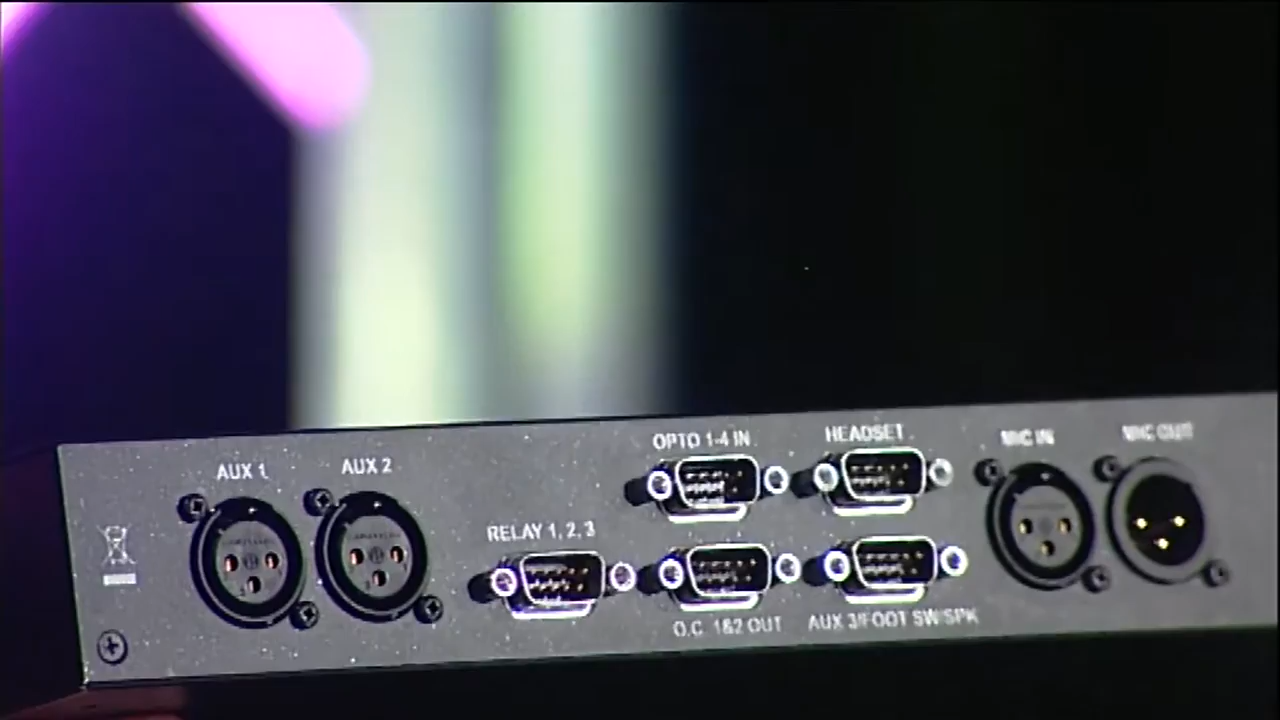 AUX 1
AUX 2
RELAY 1, 2, 3
OPTO 1-4 IN
HEADSET
MIC IN
MIC OUT
O.C. 1&2 OUT
AUX 3/FOOT SW/SPK